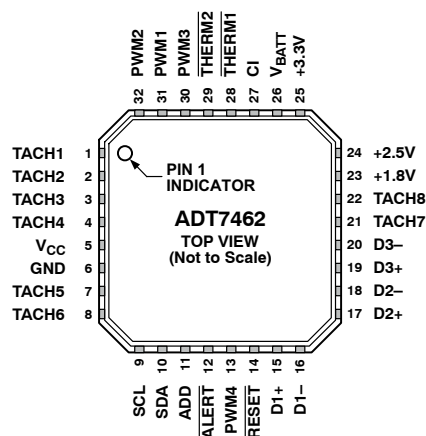 PWM2
PWM1
PWM3
THERM2
THERM1
CI
VBATT
+3.3V
32
31
30
29
28
27
26
25
TACH1 1
TACH2 2
TACH3 3
TACH4 4
VCC 5
GND 6
TACH5 7
TACH6 8
PIN 1
INDICATOR
ADT7462
TOP VIEW
(Not to Scale)
24 +2.5V
23 +1.8V
22 TACH8
21 TACH7
20 D3–
19 D3+
18 D2–
17 D2+
9
10
11
12
13
14
15
16
SCL
SDA
ADD
ALERT
PWM4
RESET
D1+
D1–